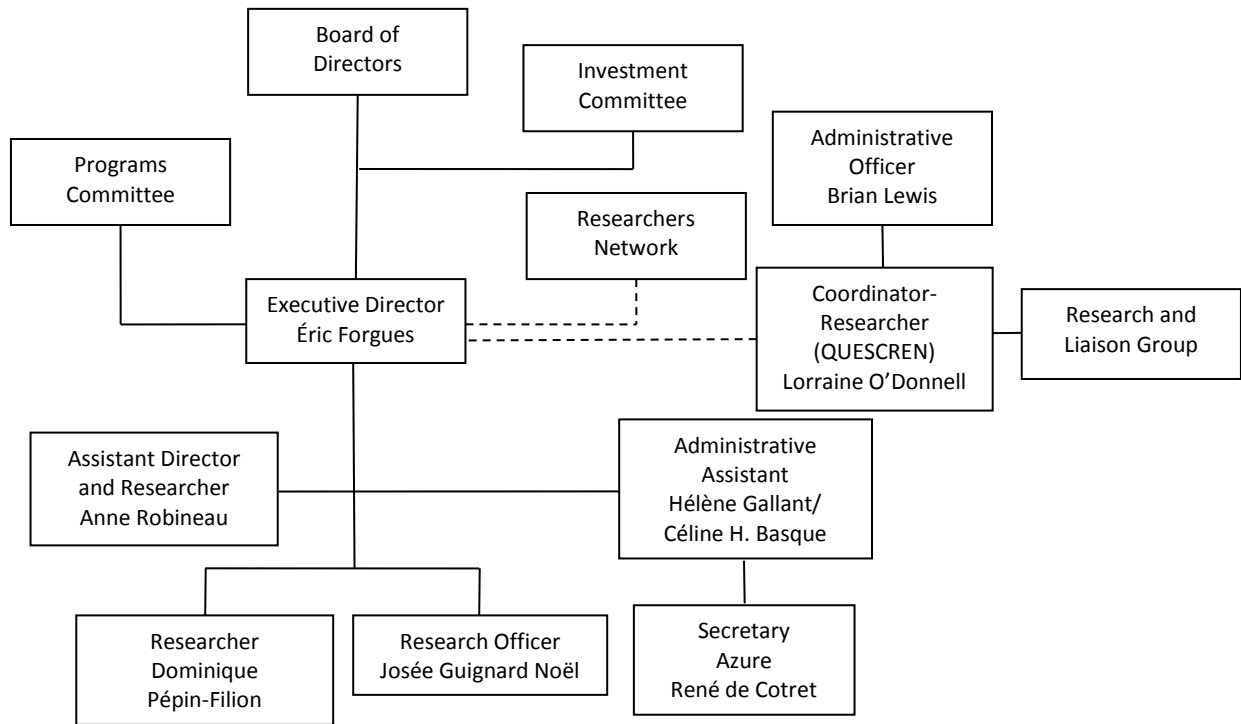 Board of
Directors
Investment
Committee
Programs
Committee
Administrative
Officer
Brian Lewis
Researchers
Network
Executive Director
Éric Forgues
Coordinator-
Researcher
(QUESCREN)
Lorraine O’Donnell
Research and
Liaison Group
Assistant Director
and Researcher
Anne Robineau
Administrative
Assistant
Hélène Gallant/
Céline H. Basque
Researcher
Dominique
Pépin-Filion
Research Officer
Josée Guignard Noël
Secretary
Azure
René de Cotret